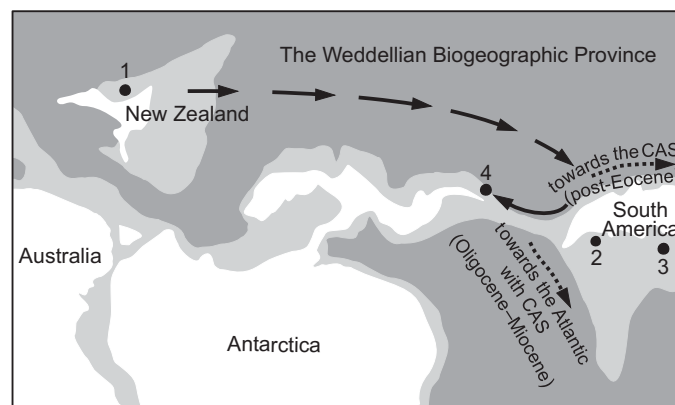 The Weddellian Biogeographic Province
1
New Zealand
4
towards the CAS
(post-Eocene)
South
America
2
3
Australia
towards the Atlantic
with CAS
(Oligocene–Miocene)
Antarctica